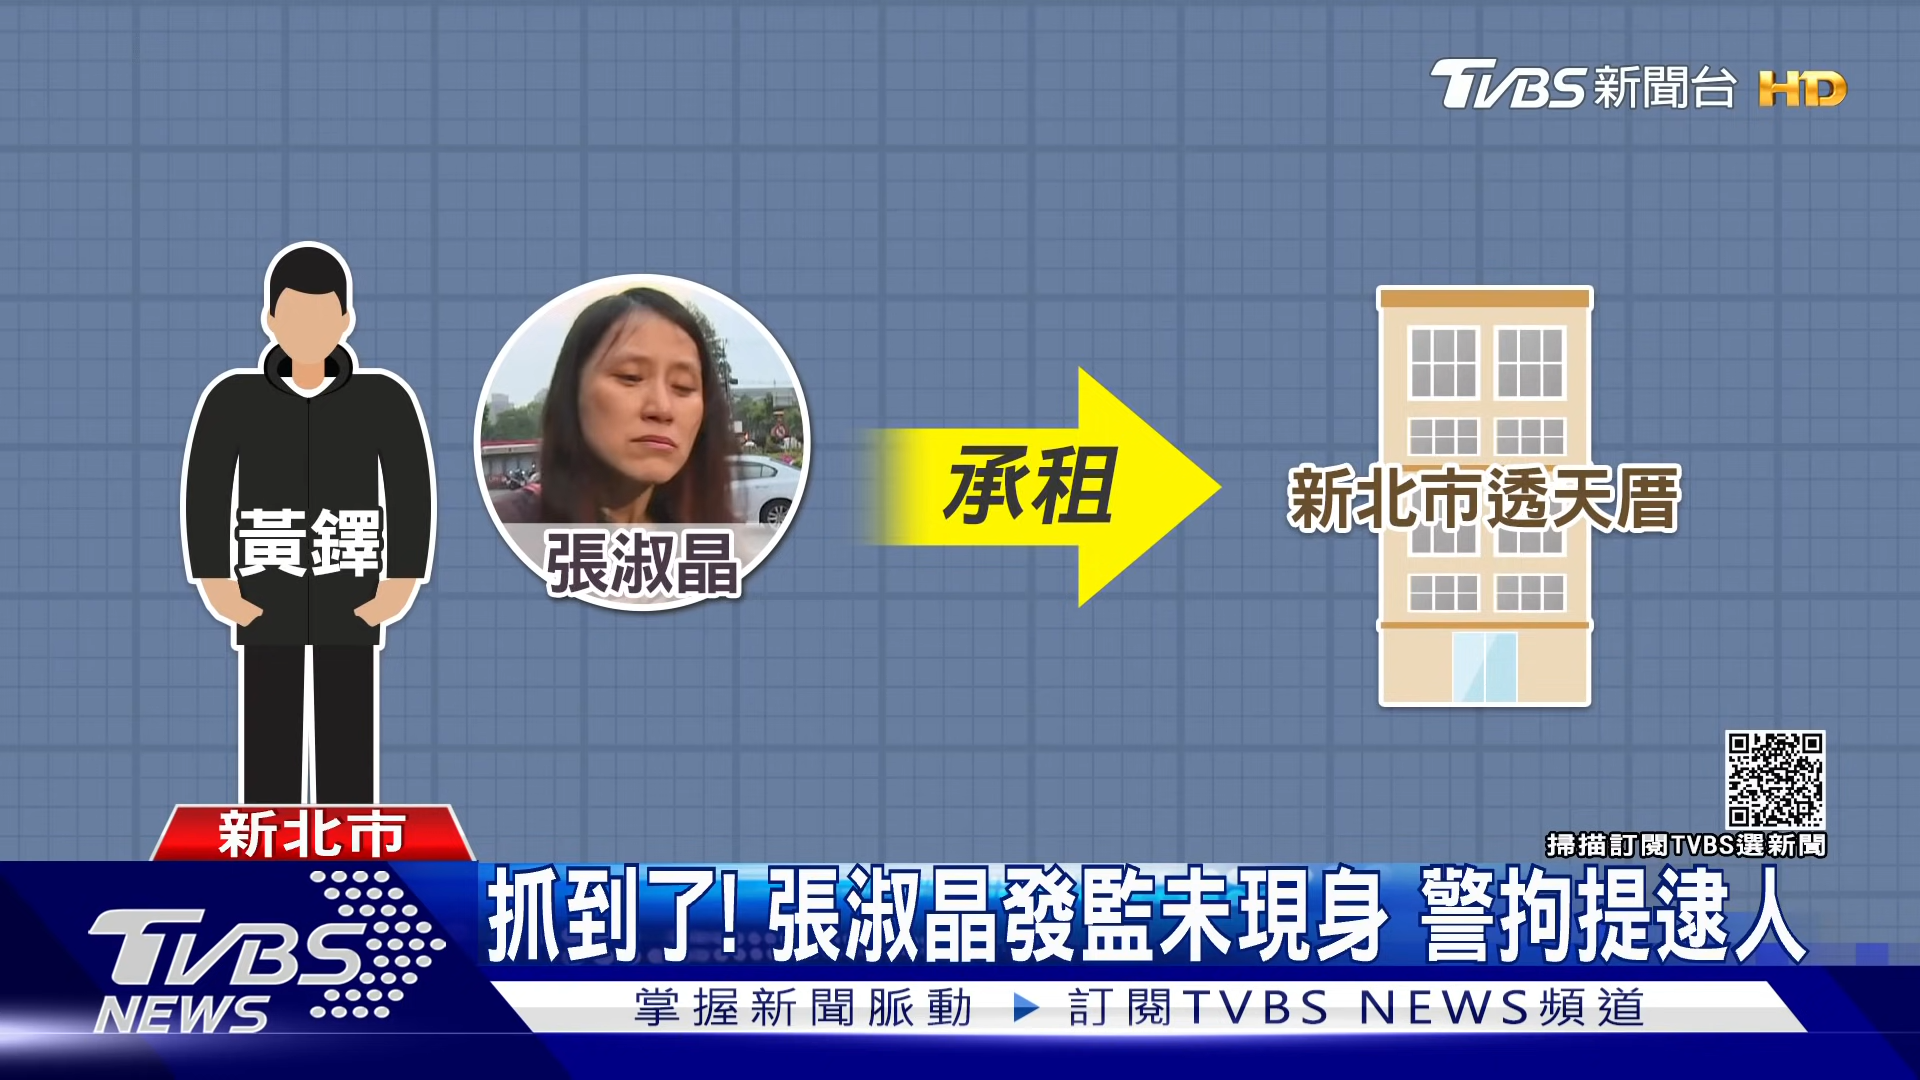 TVBS新聞台 HD
黃鐸
張淑晶
承租
新北市透天厝
掃描訂閱TVBS選新聞
新北市
抓到了! 張淑晶發監未現身 警拘提逮人
TVBS NEWS
掌握新聞脈動 ▶ 訂閱TVBS NEWS頻道